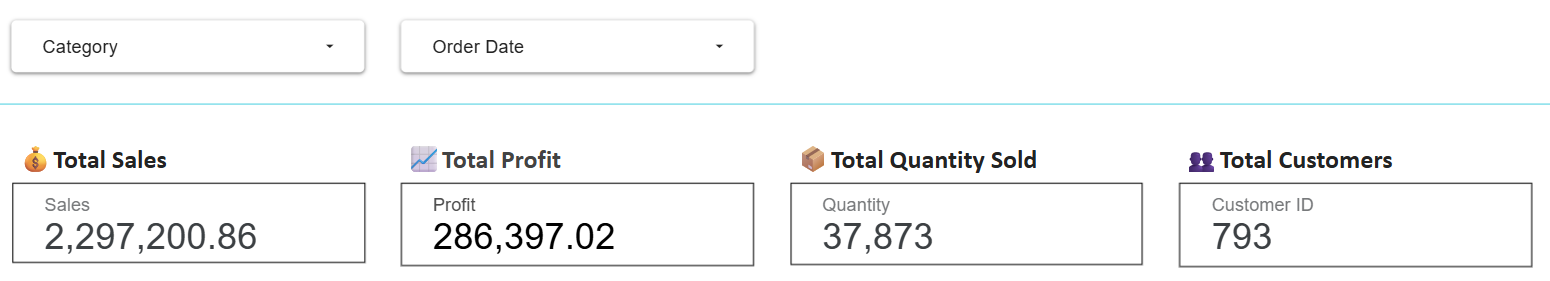 Category
Order Date
Total Sales
Total Profit
Total Quantity Sold
Total Customers
Sales
2,297,200.86
Profit
286,397.02
Quantity
37,873
Customer ID
793